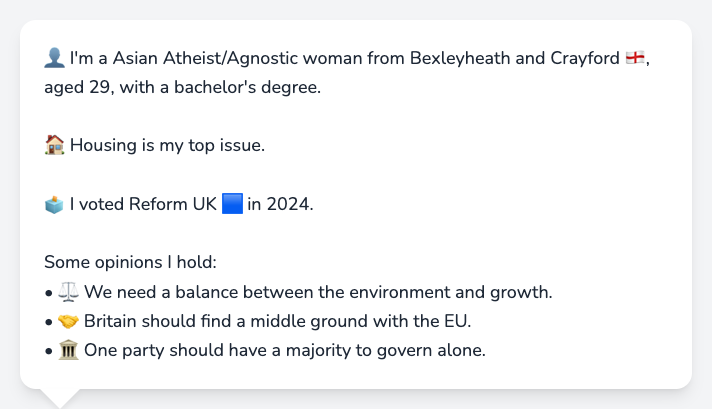 👤 I'm a Asian Atheist/Agnostic woman from Bexleyheath and Crayford 🏴󠁧󠁢󠁥󠁮󠁧󠁿,
aged 29, with a bachelor's degree.
🏠 Housing is my top issue.
🗳️ I voted Reform UK 🟦 in 2024.
Some opinions I hold:
• ⚖️ We need a balance between the environment and growth.
• 🤝 Britain should find a middle ground with the EU.
• 🏛️ One party should have a majority to govern alone.